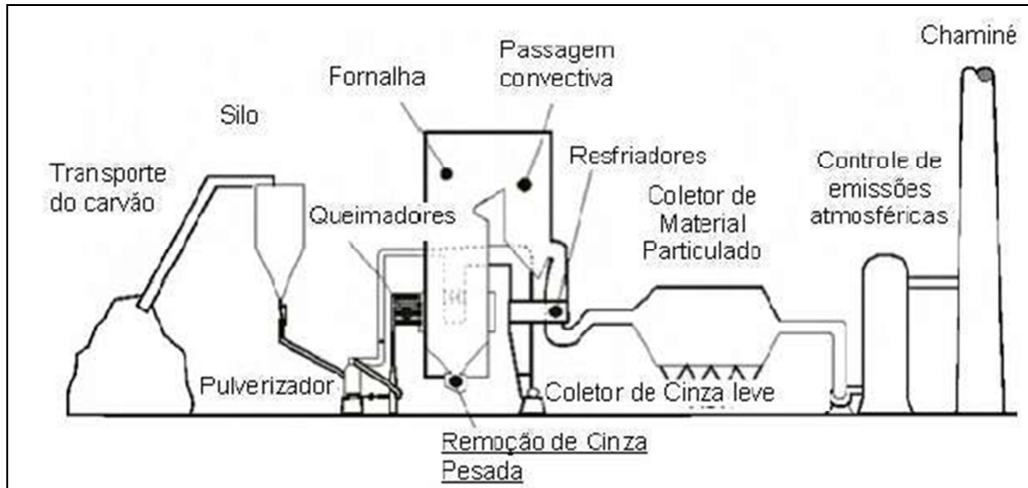 Chaminé
Passagem
convectiva
Fornalha
Silo
Resfriadores
Controle de
emissões
atmosféricas
Transporte
do carvão
Coletor de
Material
Particulado
Queimadores
Pulverizador
Coletor de Cinza leve
Remoção de Cinza
Pesada